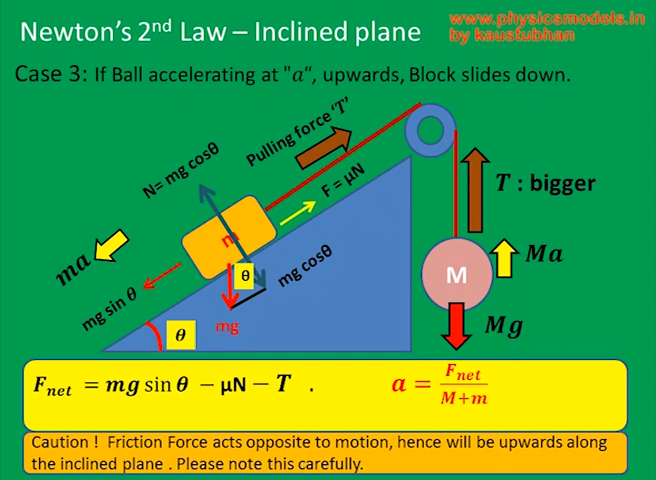 www.physicsmodels.in
by kaustubhan
Newton's 2nd Law – Inclined plane
Case 3: If Ball accelerating at "a“, upwards, Block slides down.
Pulling force ‘T’
N= mg cosθ
F = μN
T : bigger
m
ma
θ
mg cosθ
M
Ma
mg sin θ
mg
θ
Mg
F_net = mg sin θ – μN – T .
a = F_net / M+m
Caution ! Friction Force acts opposite to motion, hence will be upwards along
the inclined plane . Please note this carefully.